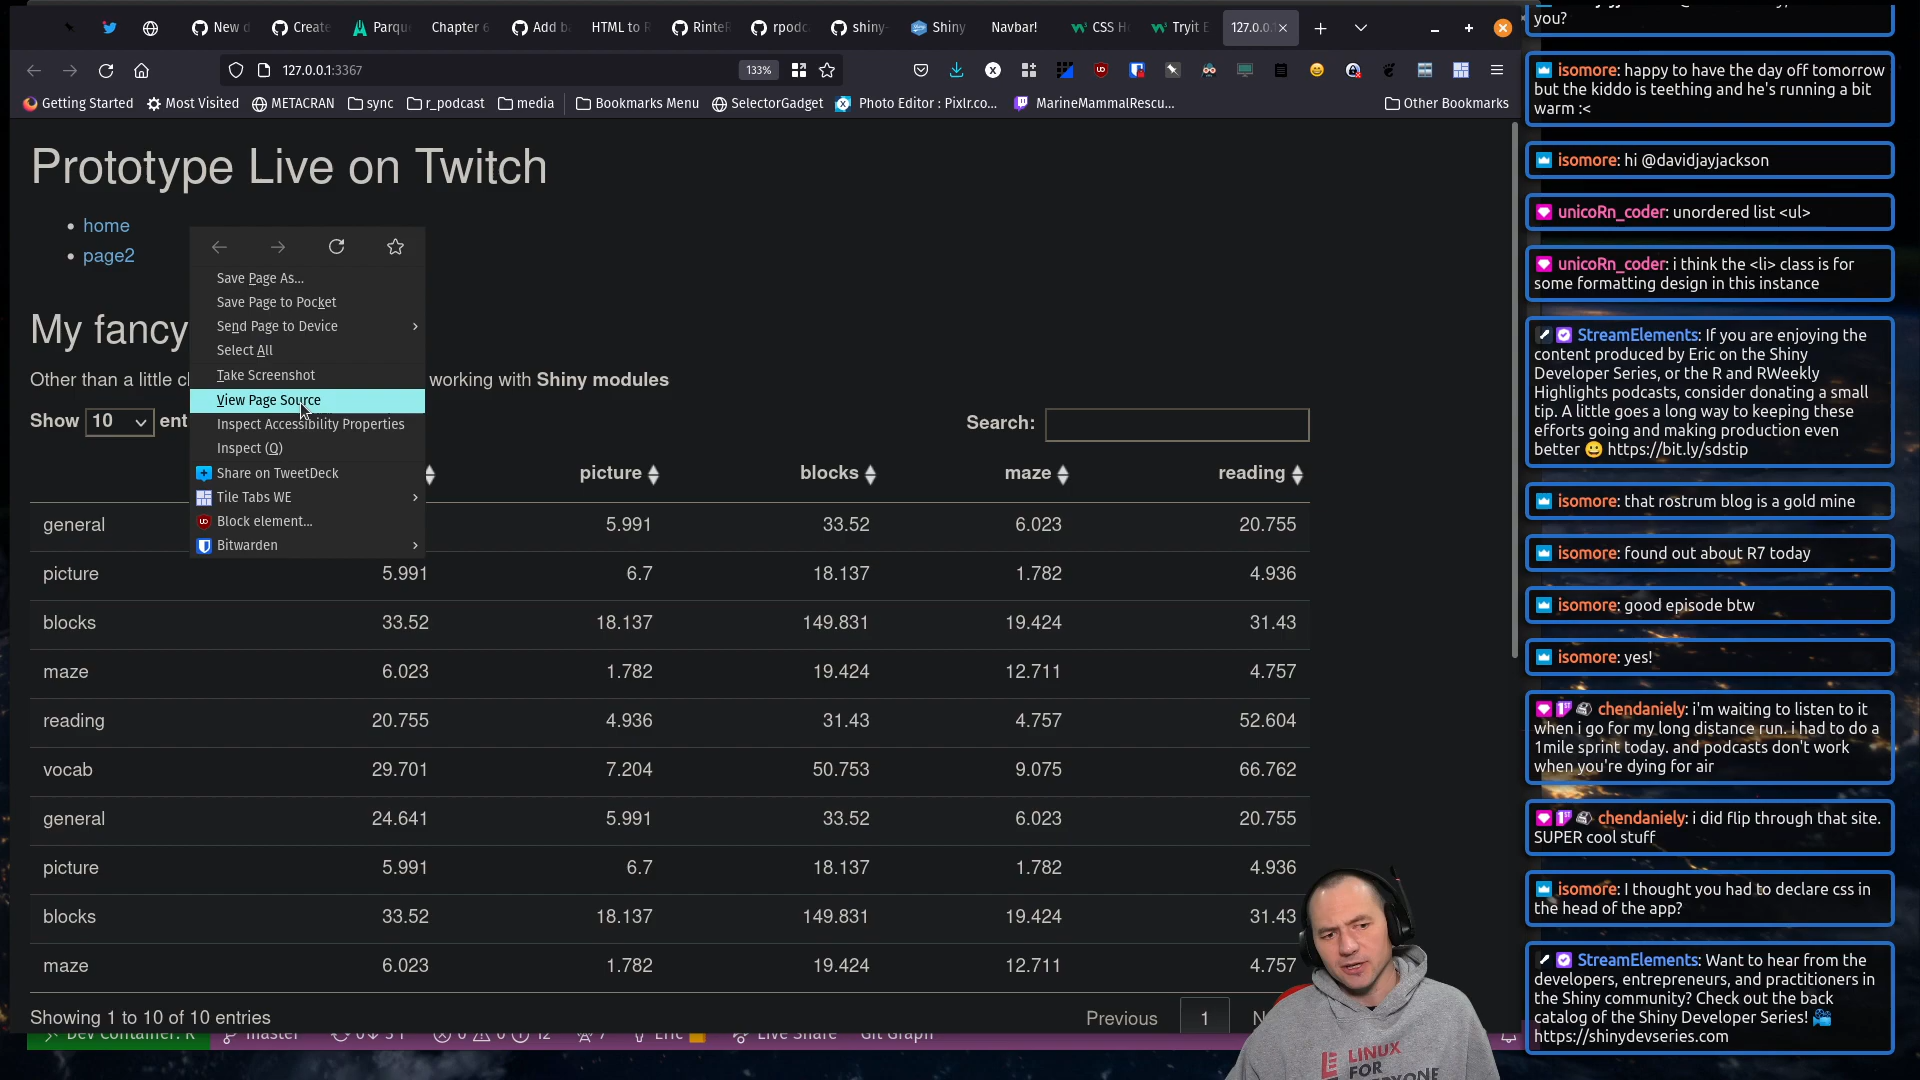 New d
Create
Parqu
Chapter 6
Add b
HTML to R
RinteR
rpodc
shiny-
Shiny
Navbar!
CSS H
Tryit E
127.0.0.
127.0.0.1:3367
133%
Getting Started
Most Visited
METACRAN
sync
r_podcast
media
Bookmarks Menu
SelectorGadget
Photo Editor : Pixlr.co...
MarineMammalRescu...
Other Bookmarks
Prototype Live on Twitch
home
page2
My fancy
Other than a little c
working with Shiny modules
Show 10 ent
Search:
Save Page As...
Save Page to Pocket
Send Page to Device
Select All
Take Screenshot
View Page Source
Inspect Accessibility Properties
Inspect (Q)
Share on TweetDeck
Tile Tabs WE
Block element...
Bitwarden
picture blocks maze reading
general 5.991 33.52 6.023 20.755
picture 5.991 6.7 18.137 1.782 4.936
blocks 33.52 18.137 149.831 19.424 31.43
maze 6.023 1.782 19.424 12.711 4.757
reading 20.755 4.936 31.43 4.757 52.604
vocab 29.701 7.204 50.753 9.075 66.762
general 24.641 5.991 33.52 6.023 20.755
picture 5.991 6.7 18.137 1.782 4.936
blocks 33.52 18.137 149.831 19.424 31.43
maze 6.023 1.782 19.424 12.711 4.757
Showing 1 to 10 of 10 entries
Previous 1 N
Dev Container: R
master
Eric
Live Share
Git Graph
LINUX
FOR
EVERYONE
you?
isomore: happy to have the day off tomorrow
but the kiddo is teething and he's running a bit
warm :<
isomore: hi @davidjayjackson
unicoRn_coder: unordered list <ul>
unicoRn_coder: i think the <li> class is for
some formatting design in this instance
StreamElements: If you are enjoying the
content produced by Eric on the Shiny
Developer Series, or the R and RWeekly
Highlights podcasts, consider donating a small
tip. A little goes a long way to keeping these
efforts going and making production even
better 😀 https://bit.ly/sdstip
isomore: that rostrum blog is a gold mine
isomore: found out about R7 today
isomore: good episode btw
isomore: yes!
chendaniely: i'm waiting to listen to it
when i go for my long distance run. i had to do a
1mile sprint today. and podcasts don't work
when you're dying for air
chendaniely: i did flip through that site.
SUPER cool stuff
isomore: I thought you had to declare css in
the head of the app?
StreamElements: Want to hear from the
developers, entrepreneurs, and practitioners in
the Shiny community? Check out the back
catalog of the Shiny Developer Series! 
https://shinydevseries.com